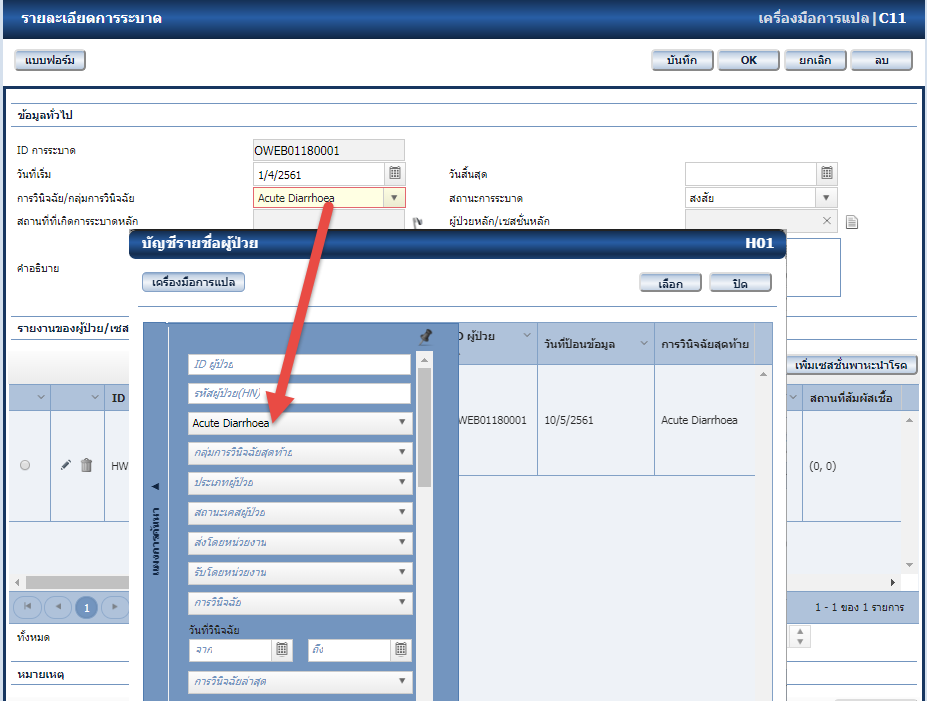 รายละเอียดการระบาด
เครื่องมือการแปล|C11
แบบฟอร์ม
บันทึก OK ยกเลิก ลบ
ข้อมูลทั่วไป
ID การระบาด OWEB01180001
วันที่เริ่ม 1/4/2561 วันสิ้นสุด
การวินิจฉัย/กลุ่มการวินิจฉัย Acute Diarrhoea สถานะการระบาด สงสัย
สถานที่ที่เกิดการระบาดหลัก ผู้ป่วยหลัก/เซสชั่นหลัก
คำอธิบาย
รายงานของผู้ป่วย/เซส
เพิ่มเซสชั่นพาหะนำโรค
ID สถานที่สัมผัสเชื้อ
HW (0, 0)
1 1 - 1 ของ 1 รายการ
ทั้งหมด
หมายเหตุ
บัญชีรายชื่อผู้ป่วย H01
เครื่องมือการแปล เลือก ปิด
แผงการค้นหา
ID ผู้ป่วย
รหัสผู้ป่วย(HN)
Acute Diarrhoea
กลุ่มการวินิจฉัยสุดท้าย
ประเภทผู้ป่วย
สถานะเคสผู้ป่วย
ส่งโดยหน่วยงาน
รับโดยหน่วยงาน
การวินิจฉัย
วันที่วินิจฉัย
จาก ถึง
การวินิจฉัยล่าสุด
ผู้ป่วย วันที่ป้อนข้อมูล การวินิจฉัยสุดท้าย
WEB01180001 10/5/2561 Acute Diarrhoea